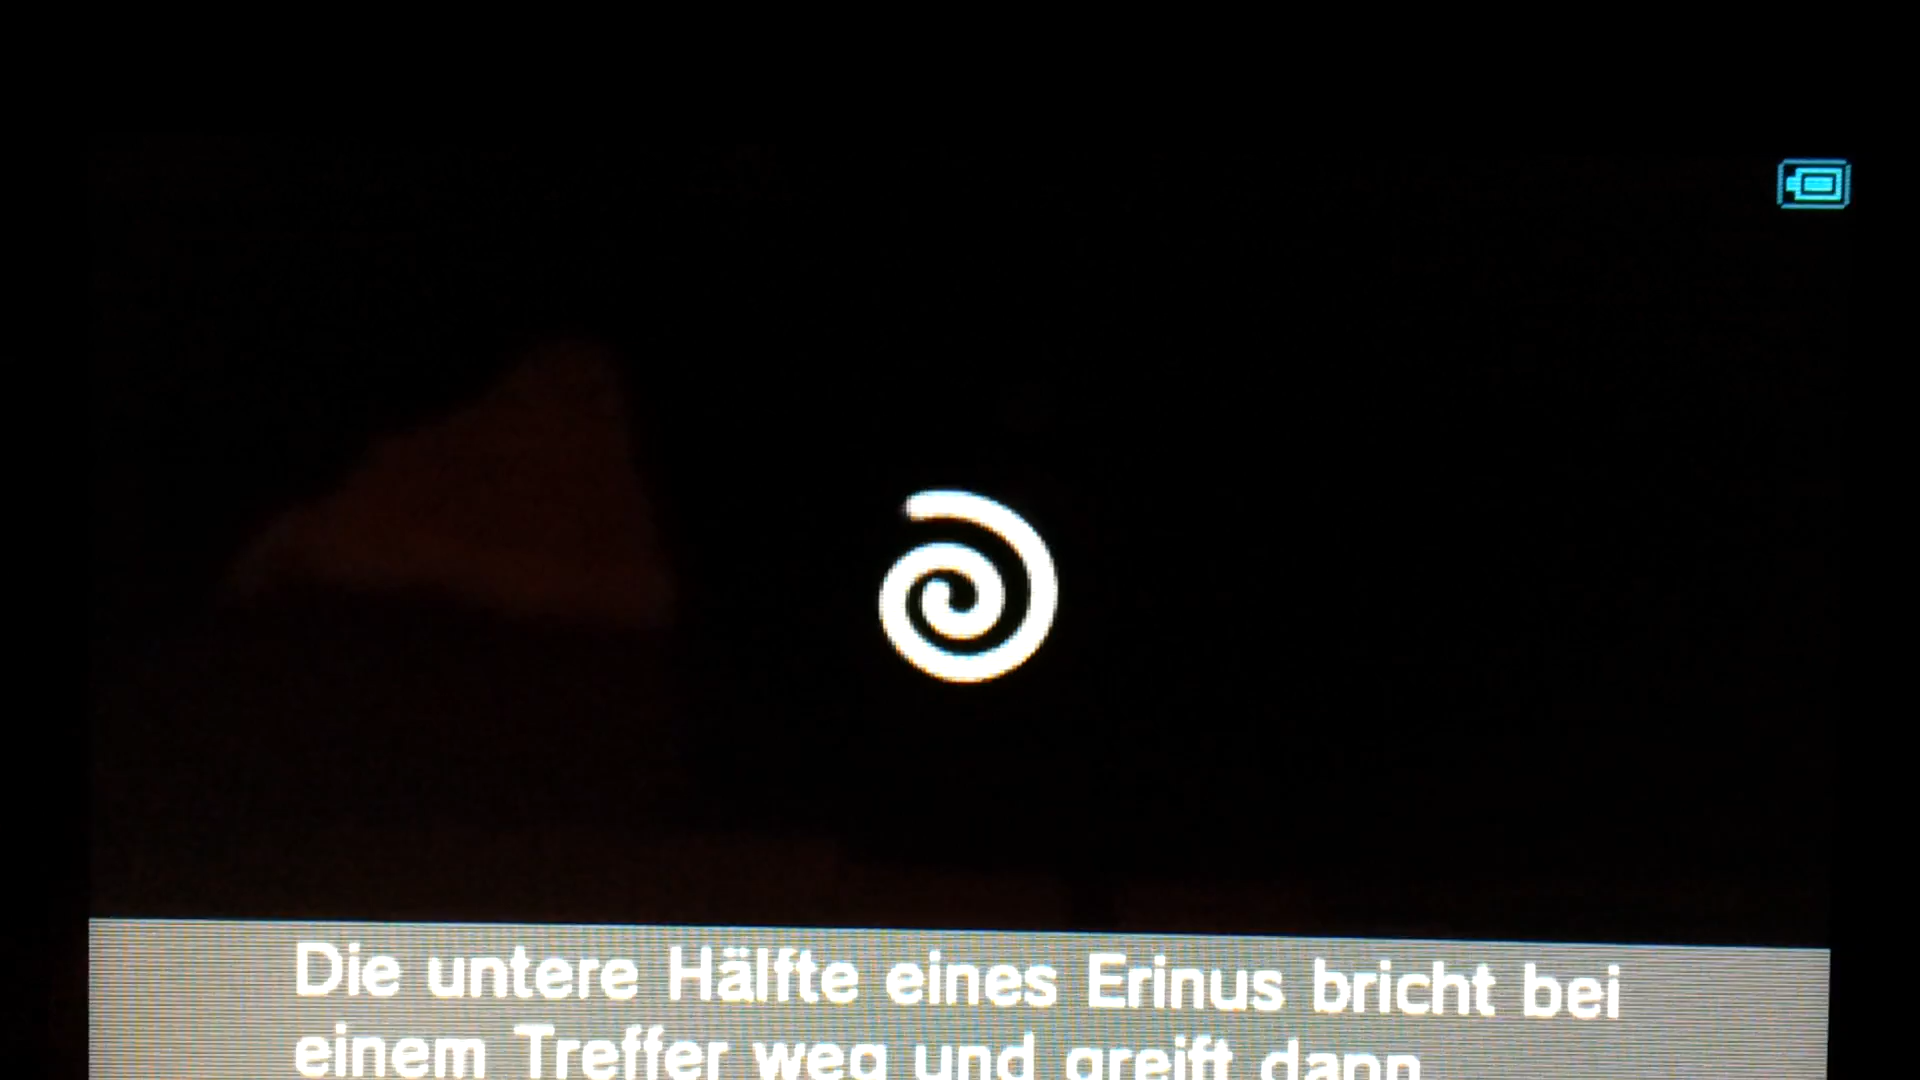 Die untere Hälfte eines Erinus bricht bei
einem Treffer weg und greift dann